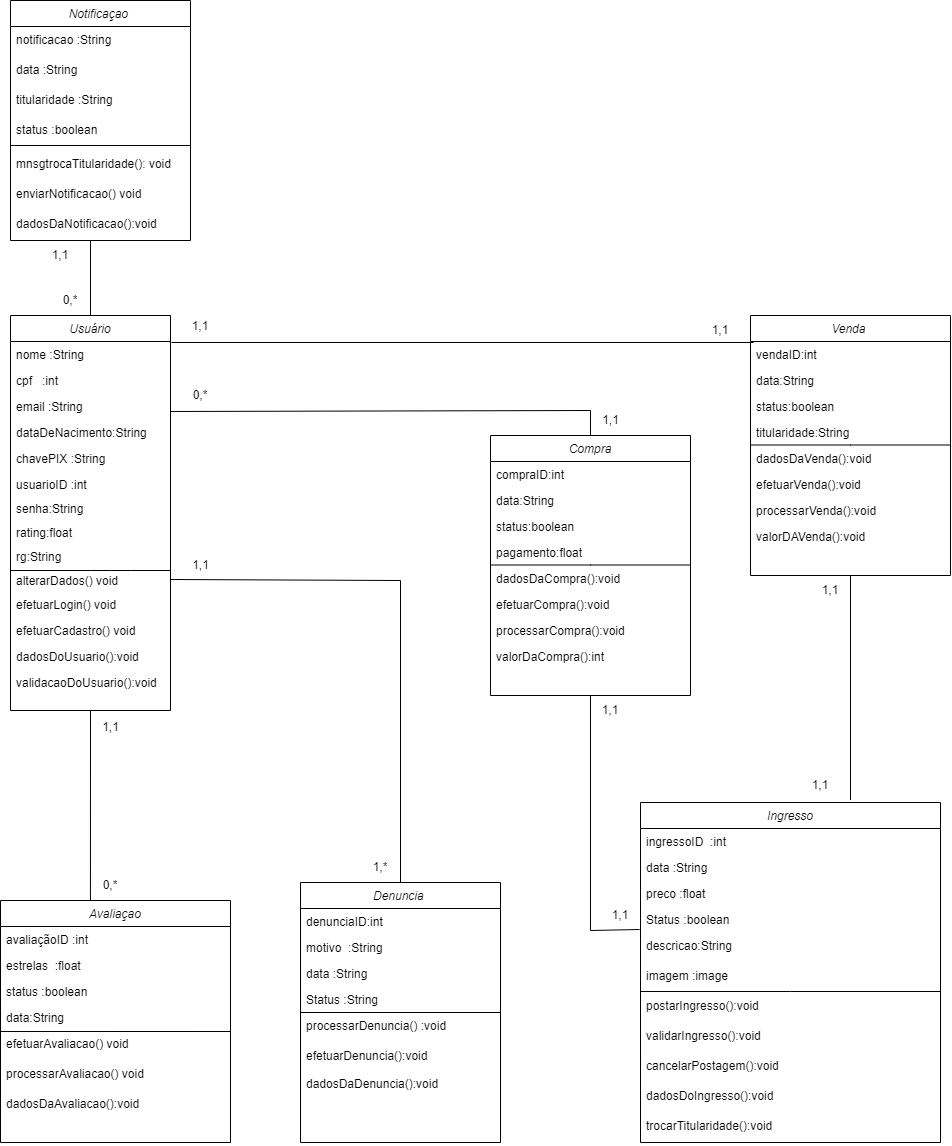 Notificaçao
notificacao :String
data :String
titularidade :String
status :boolean
mnsgtrocaTitularidade(): void
enviarNotificacao() void
dadosDaNotificacao():void
1,1
0,*
Usuário
nome :String
cpf   :int
email :String
dataDeNacimento:String
chavePIX :String
usuarioID :int
senha:String
rating:float
rg:String
alterarDados() void
efetuarLogin() void
efetuarCadastro() void
dadosDoUsuario():void
validacaoDoUsuario():void
1,1
1,1
Venda
vendaID:int
data:String
status:boolean
titularidade:String
dadosDaVenda():void
efetuarVenda():void
processarVenda():void
valorDAVenda():void
0,*
1,1
Compra
compraID:int
data:String
status:boolean
pagamento:float
dadosDaCompra():void
efetuarCompra():void
processarCompra():void
valorDaCompra():int
1,1
1,1
1,1
1,1
1,1
1,1
0,*
1,*
Ingresso
ingressoID  :int
data :String
preco :float
Status :boolean
descricao:String
imagem :image
postarIngresso():void
validarIngresso():void
cancelarPostagem():void
dadosDoIngresso():void
trocarTitularidade():void
Avaliaçao
avaliaçãoID :int
estrelas  :float
status :boolean
data:String
efetuarAvaliacao() void
processarAvaliacao() void
dadosDaAvaliacao():void
Denuncia
denunciaID:int
motivo  :String
data :String
Status :String
processarDenuncia() :void
efetuarDenuncia():void
dadosDaDenuncia():void